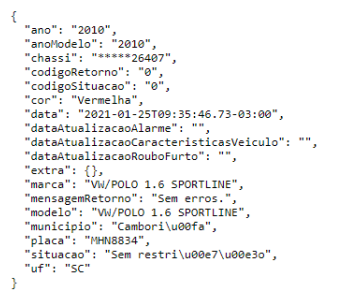 {
  "ano": "2010",
  "anoModelo": "2010",
  "chassi": "*****26407",
  "codigoRetorno": "0",
  "codigoSituacao": "0",
  "cor": "Vermelha",
  "data": "2021-01-25T09:35:46.73-03:00",
  "dataAtualizacaoAlarme": "",
  "dataAtualizacaoCaracteristicasVeiculo": "",
  "dataAtualizacaoRouboFurto": "",
  "extra": {},
  "marca": "VW/POLO 1.6 SPORTLINE",
  "mensagemRetorno": "Sem erros.",
  "modelo": "VW/POLO 1.6 SPORTLINE",
  "municipio": "Cambori\u00fa",
  "placa": "MHN8834",
  "situacao": "Sem restri\u00e7\u00e3o",
  "uf": "SC"
}